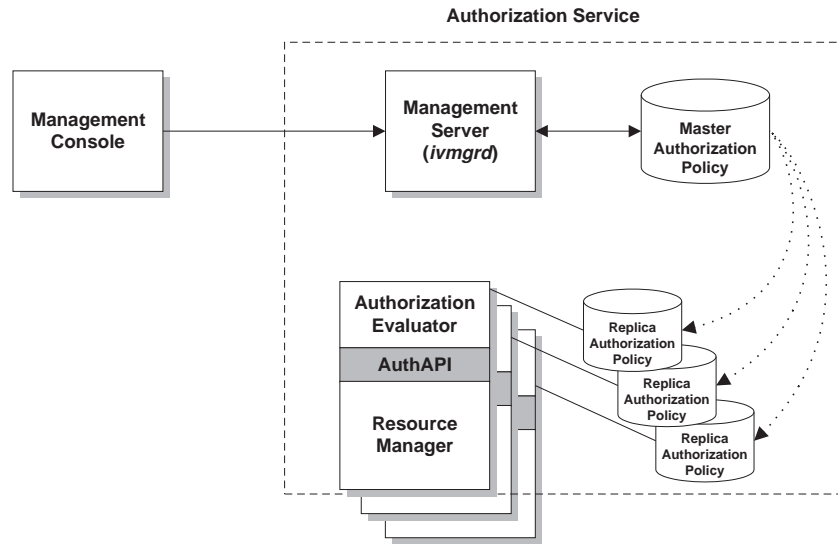 Authorization Service
Management
Console
Management
Server
(ivmgrd)
Master
Authorization
Policy
Authorization
Evaluator
AuthAPI
Resource
Manager
Replica
Authorization
Policy
Replica
Authorization
Policy
Replica
Authorization
Policy